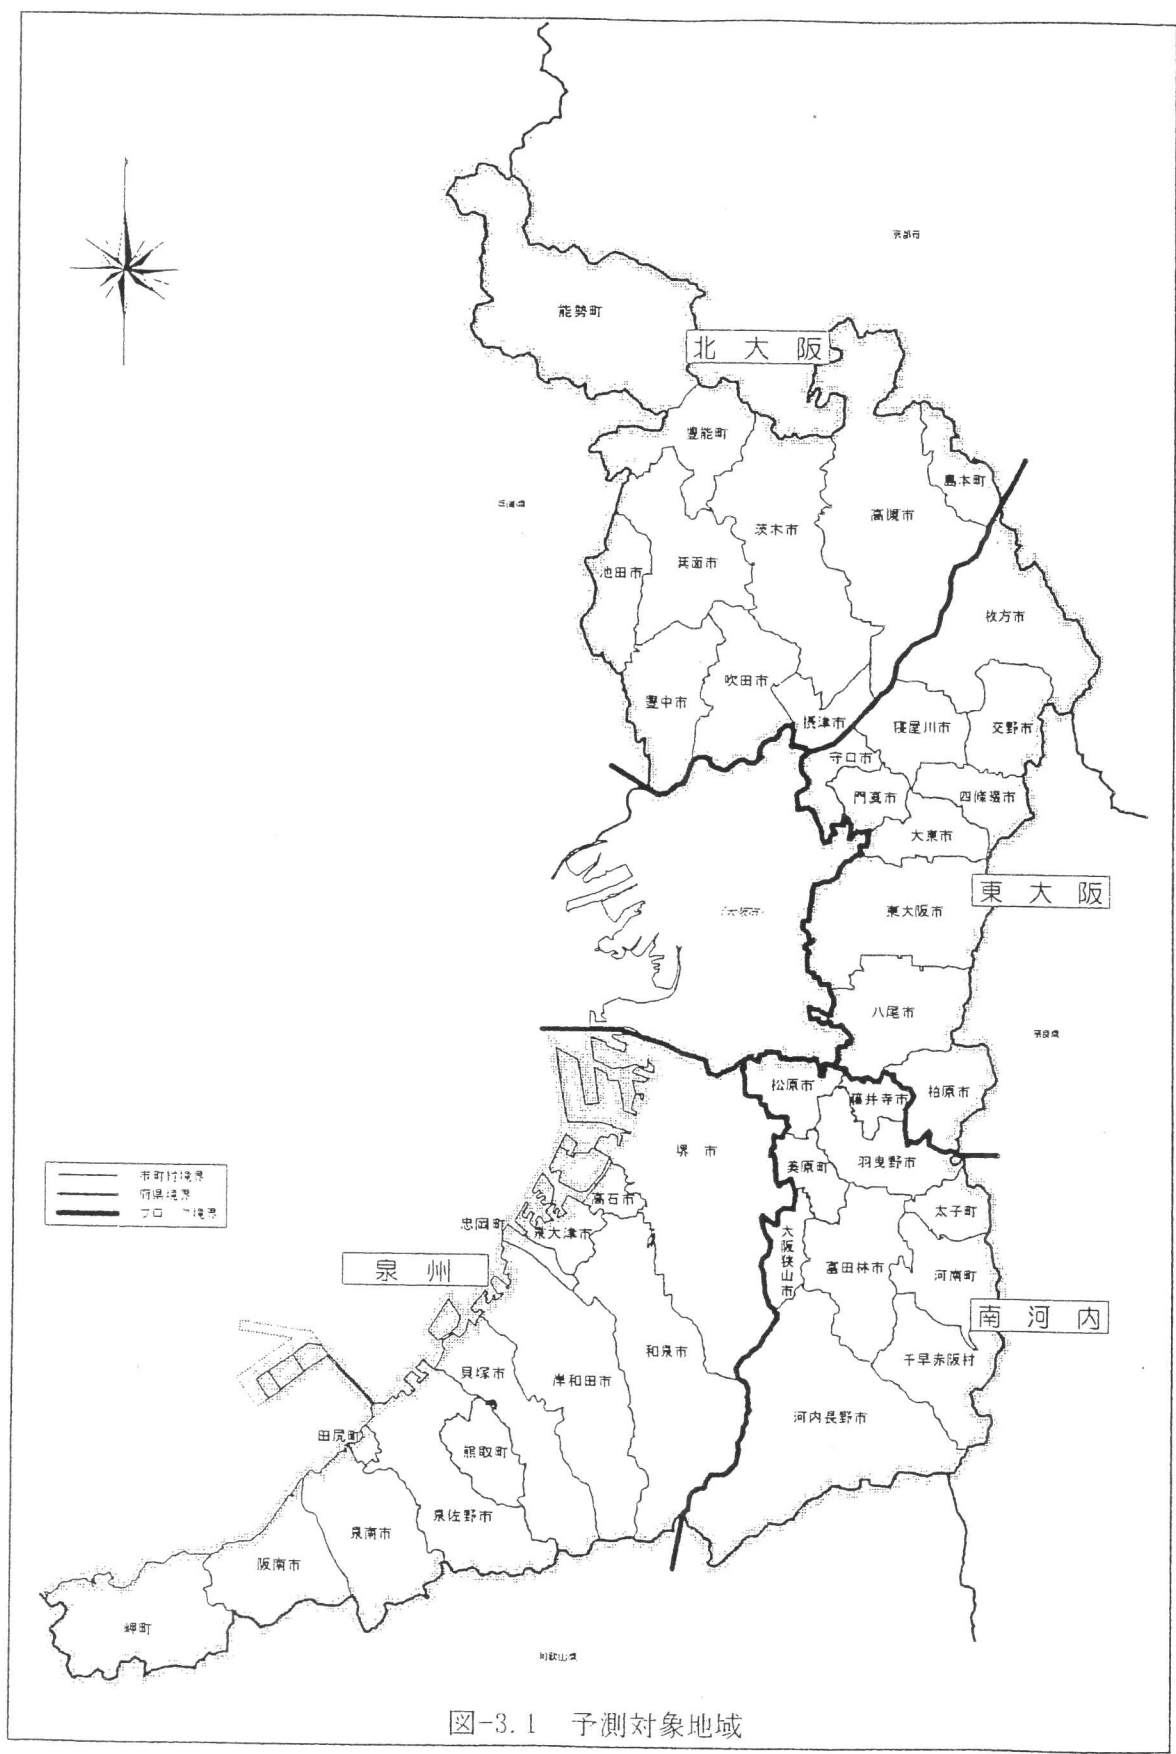 京都府
能勢町
北大阪
豊能町
島本町
兵庫県
高槻市
茨木市
箕面市
池田市
枚方市
吹田市
豊中市
摂津市
寝屋川市
交野市
守口市
門真市
四條畷市
大東市
東大阪
(大阪市)
東大阪市
八尾市
奈良県
松原市
藤井寺市
柏原市
堺市
美原町
羽曳野市
市町村境界
府県境界
ブロック境界
高石市
忠岡町
泉大津市
太子町
大阪狭山市
泉州
富田林市
河南町
南河内
和泉市
千早赤阪村
貝塚市
岸和田市
河内長野市
田尻町
熊取町
泉佐野市
泉南市
阪南市
岬町
和歌山県
図-3.1 予測対象地域